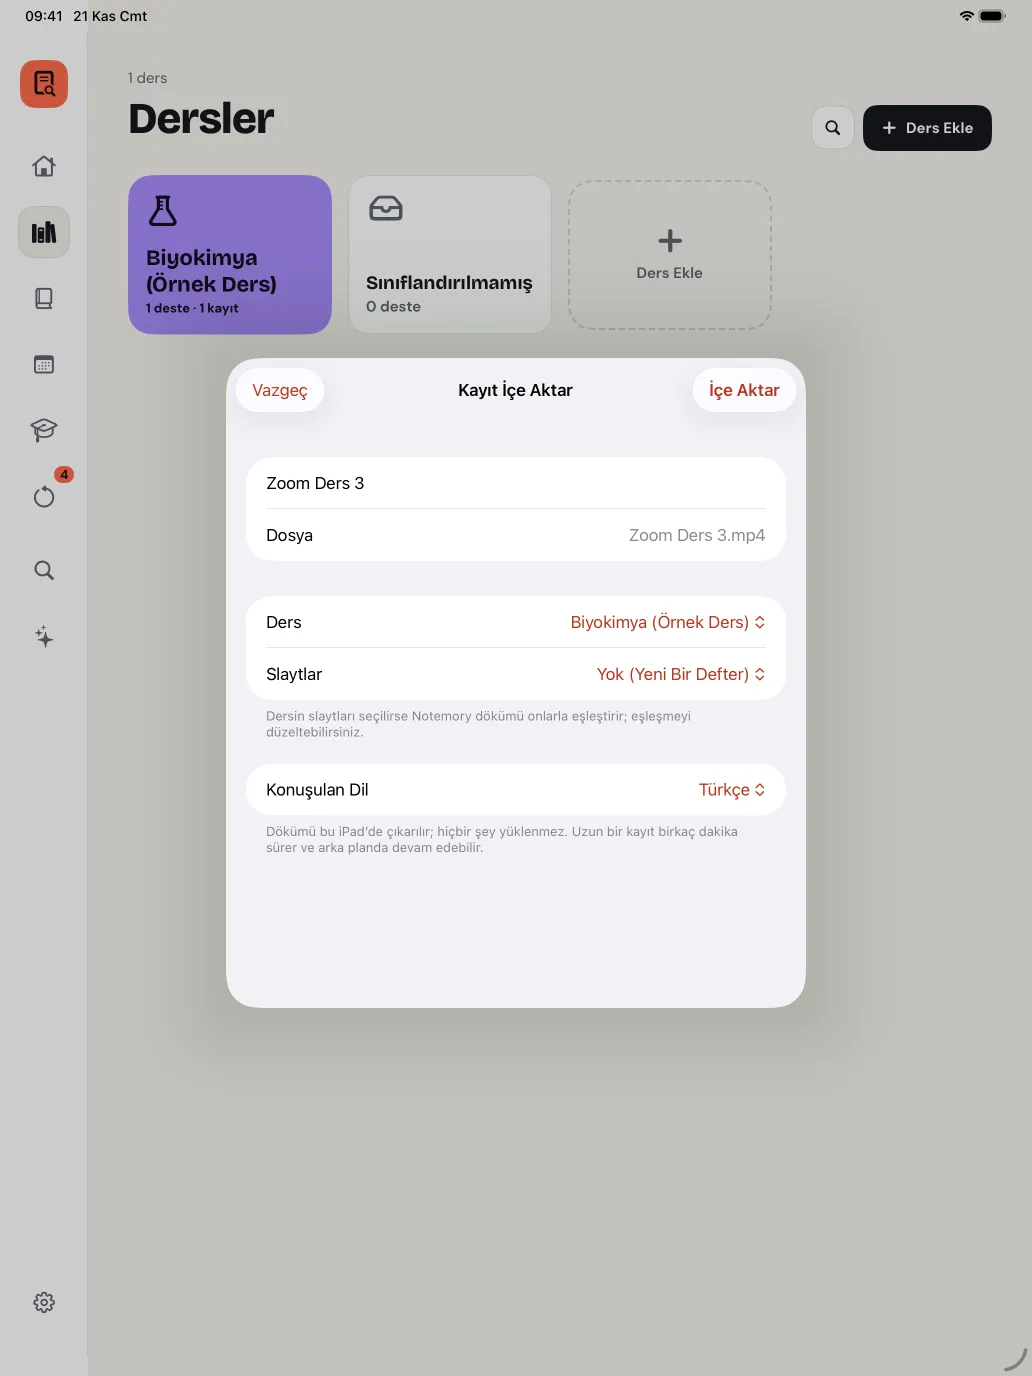 09:41 21 Kas Cmt
1 ders
Dersler
Ders Ekle
Biyokimya
(Örnek Ders)
1 deste · 1 kayıt
Sınıflandırılmamış
0 deste
Ders Ekle
Vazgeç
Kayıt İçe Aktar
İçe Aktar
Zoom Ders 3
Dosya
Zoom Ders 3.mp4
Ders
Biyokimya (Örnek Ders)
Slaytlar
Yok (Yeni Bir Defter)
Dersin slaytları seçilirse Notemory dökümü onlarla eşleştirir; eşleşmeyi
düzeltebilirsiniz.
Konuşulan Dil
Türkçe
Dökümü bu iPad'de çıkarılır; hiçbir şey yüklenmez. Uzun bir kayıt birkaç dakika
sürer ve arka planda devam edebilir.
4